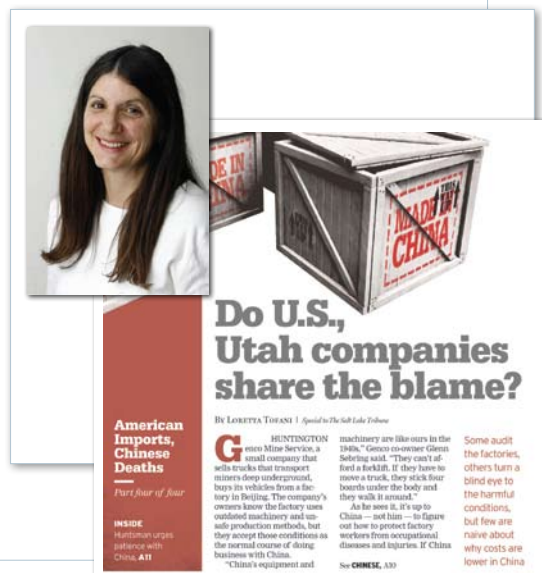 MADE IN
CHINA
MADE IN
CHINA
THIS
WAY
UP
Do U.S.,
Utah companies
share the blame?
American
Imports,
Chinese
Deaths
Part four of four
INSIDE
Huntsman urges
patience with
China, A11
BY LORETTA TOFANI | Special to The Salt Lake Tribune
HUNTINGTON
Genco Mine Service, a
small company that
sells trucks that transport
miners deep underground,
buys its vehicles from a fac-
tory in Beijing. The company's
owners know the factory uses
outdated machinery and un-
safe production methods, but
they accept those conditions as
the normal course of doing
business with China.
"China's equipment and
machinery are like ours in the
1940s," Genco co-owner Glenn
Sebring said. "They can't af-
ford a forklift. If they have to
move a truck, they stick four
boards under the body and
they walk it around."
As he sees it, it's up to
China — not him — to figure
out how to protect factory
workers from occupational
diseases and injuries. If China
See CHINESE, A10
Some audit
the factories,
others turn a
blind eye to
the harmful
conditions,
but few are
naive about
why costs are
lower in China